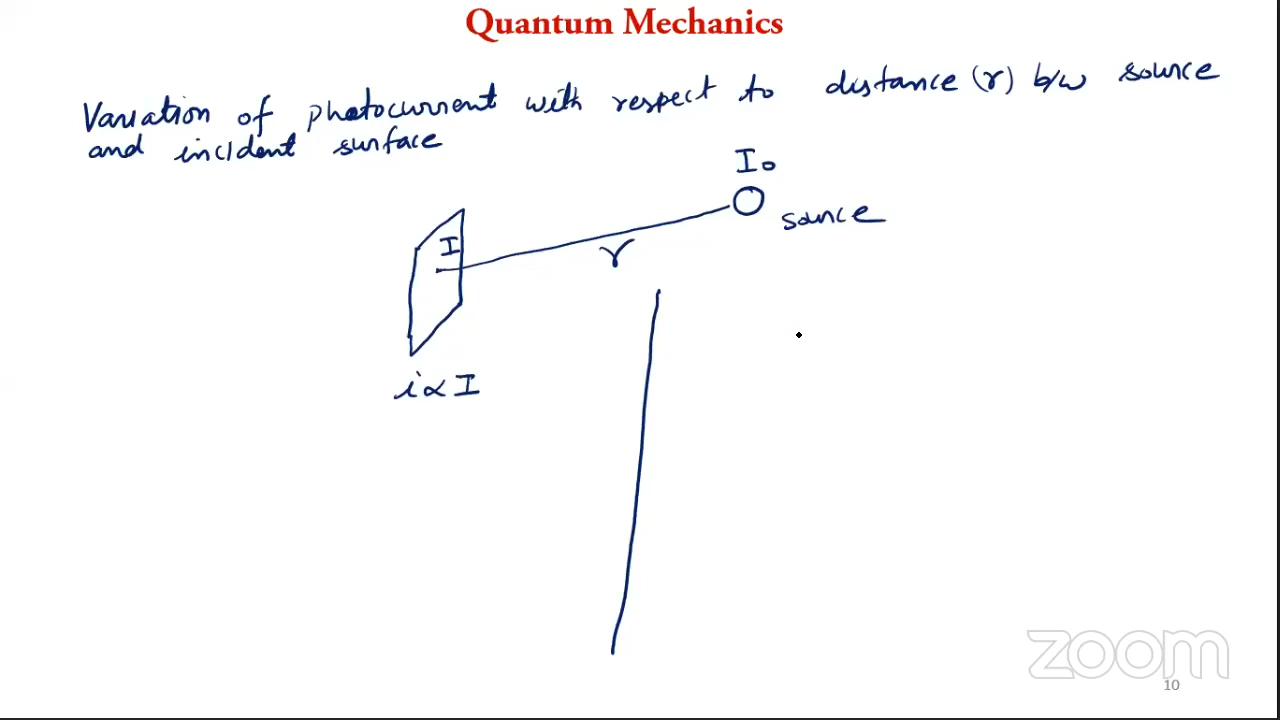 Quantum Mechanics
Variation of photocurrent with respect to distance (r) b/w source
and incident surface
I₀
source
I
r
i ∝ I
zoom
10